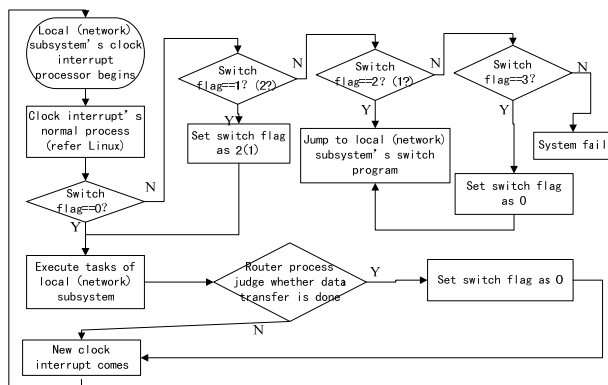 Local (network)
subsystem's clock
interrupt
processor begins
Clock interrupt's
normal process
(refer Linux)
Switch
flag==0?
N
Y
Execute tasks of
local (network)
subsystem
New clock
interrupt comes
Switch
flag==1? (2?)
N
Y
Set switch flag
as 2(1)
Switch
flag==2? (1?)
N
Y
Jump to local (network)
subsystem's switch
program
Switch
flag==3?
N
Y
System fail
Set switch flag
as 0
Router process
judge whether data
transfer is done
Y
N
Set switch flag as 0